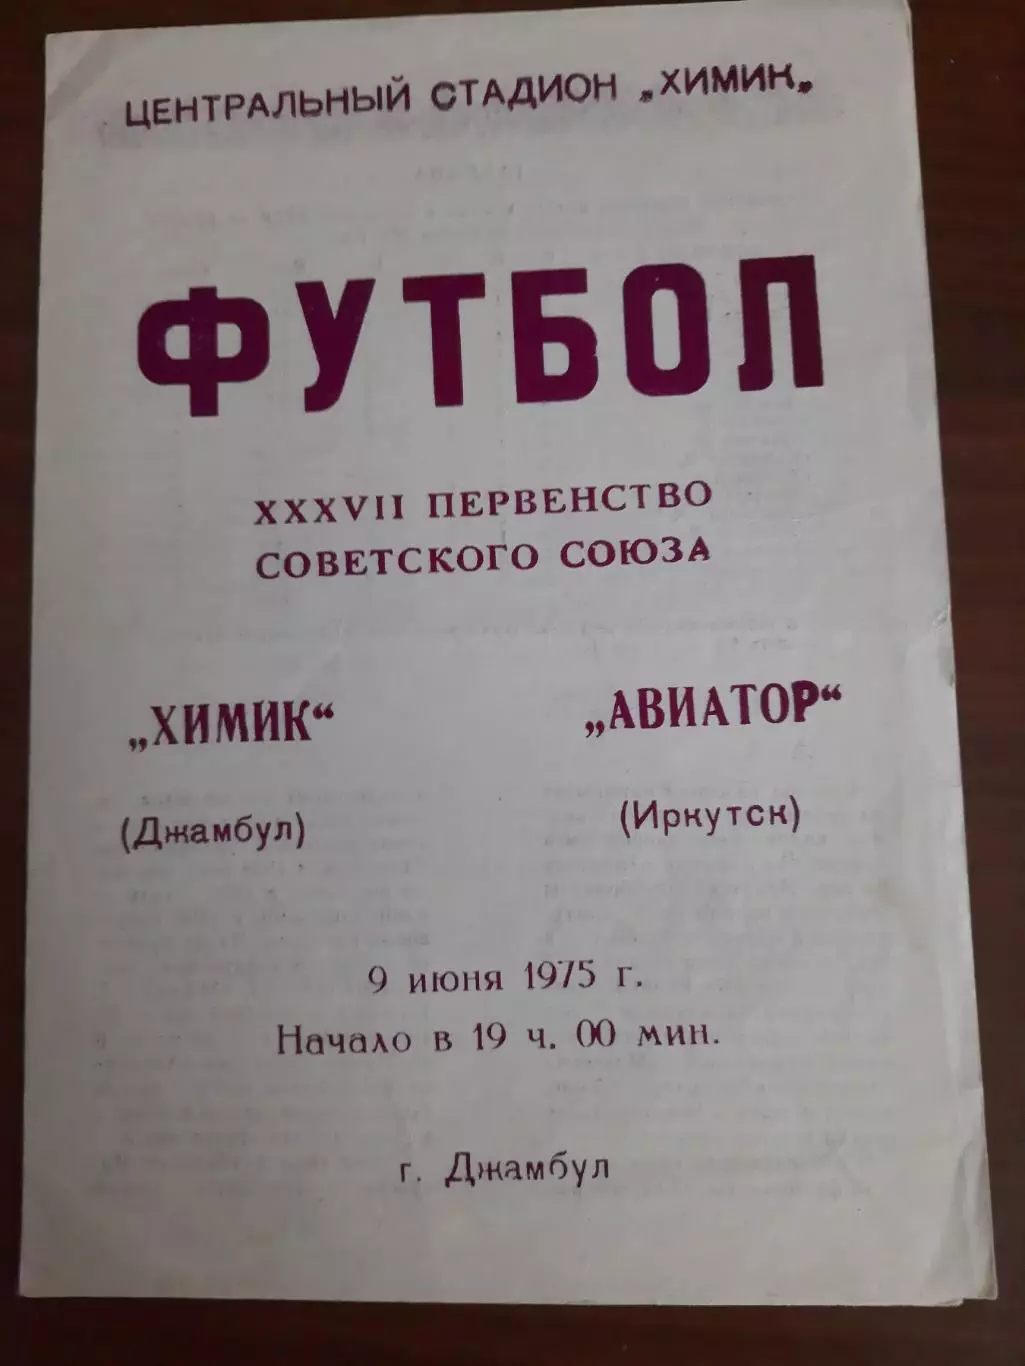 ЦЕНТРАЛЬНЫЙ СТАДИОН „ХИМИК„
ФУТБОЛ
XXXVII ПЕРВЕНСТВО
СОВЕТСКОГО СОЮЗА
„ХИМИК“ „АВИАТОР“
(Джамбул) (Иркутск)
9 июня 1975 г.
Начало в 19 ч. 00 мин.
г. Джамбул